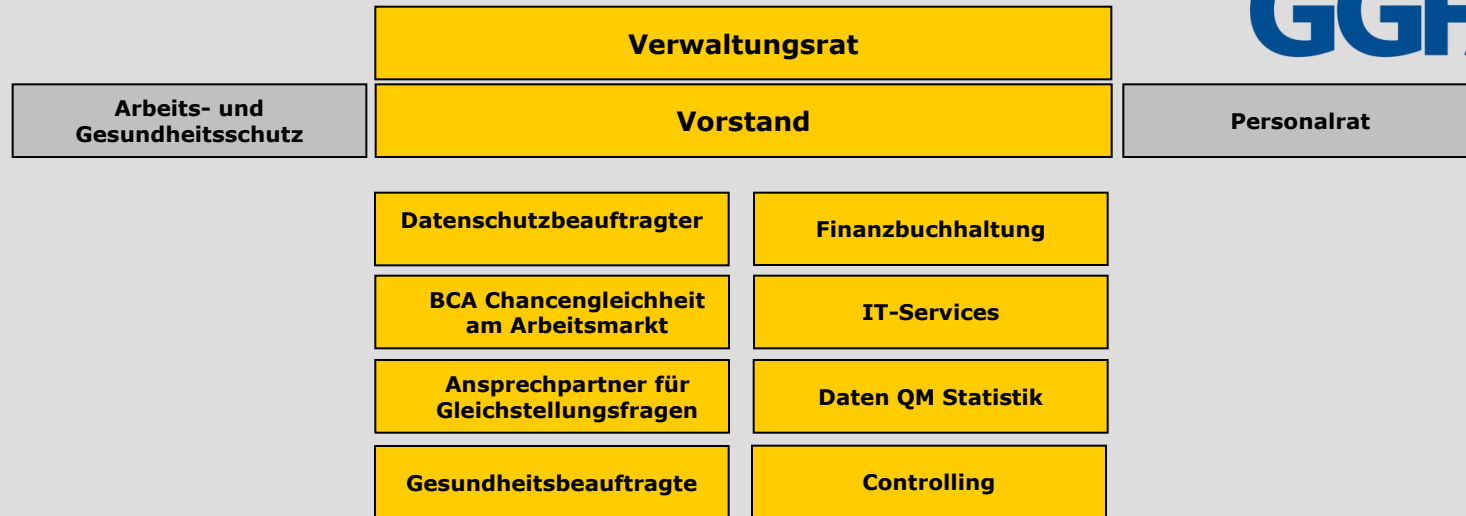 GGFA
Verwaltungsrat
Arbeits- und
Gesundheitsschutz
Vorstand
Personalrat
Datenschutzbeauftragter
Finanzbuchhaltung
BCA Chancengleichheit
am Arbeitsmarkt
IT-Services
Ansprechpartner für
Gleichstellungsfragen
Daten QM Statistik
Gesundheitsbeauftragte
Controlling